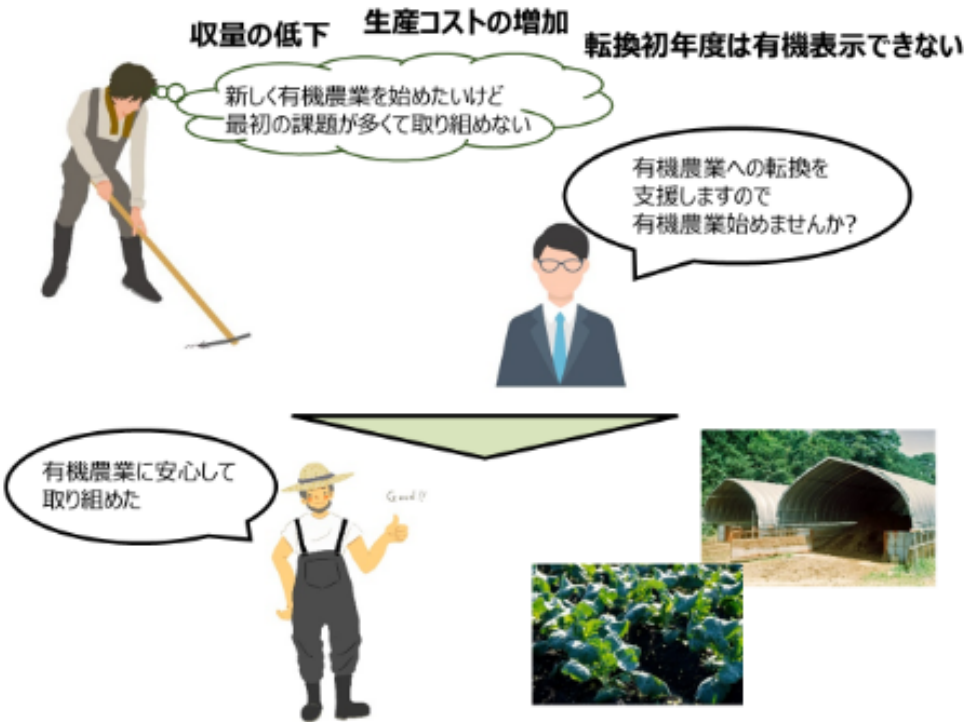 収量の低下
生産コストの増加
転換初年度は有機表示できない
新しく有機農業を始めたいけど
最初の課題が多くて取り組めない
有機農業への転換を
支援しますので
有機農業始めませんか?
有機農業に安心して
取り組めた
Good!!